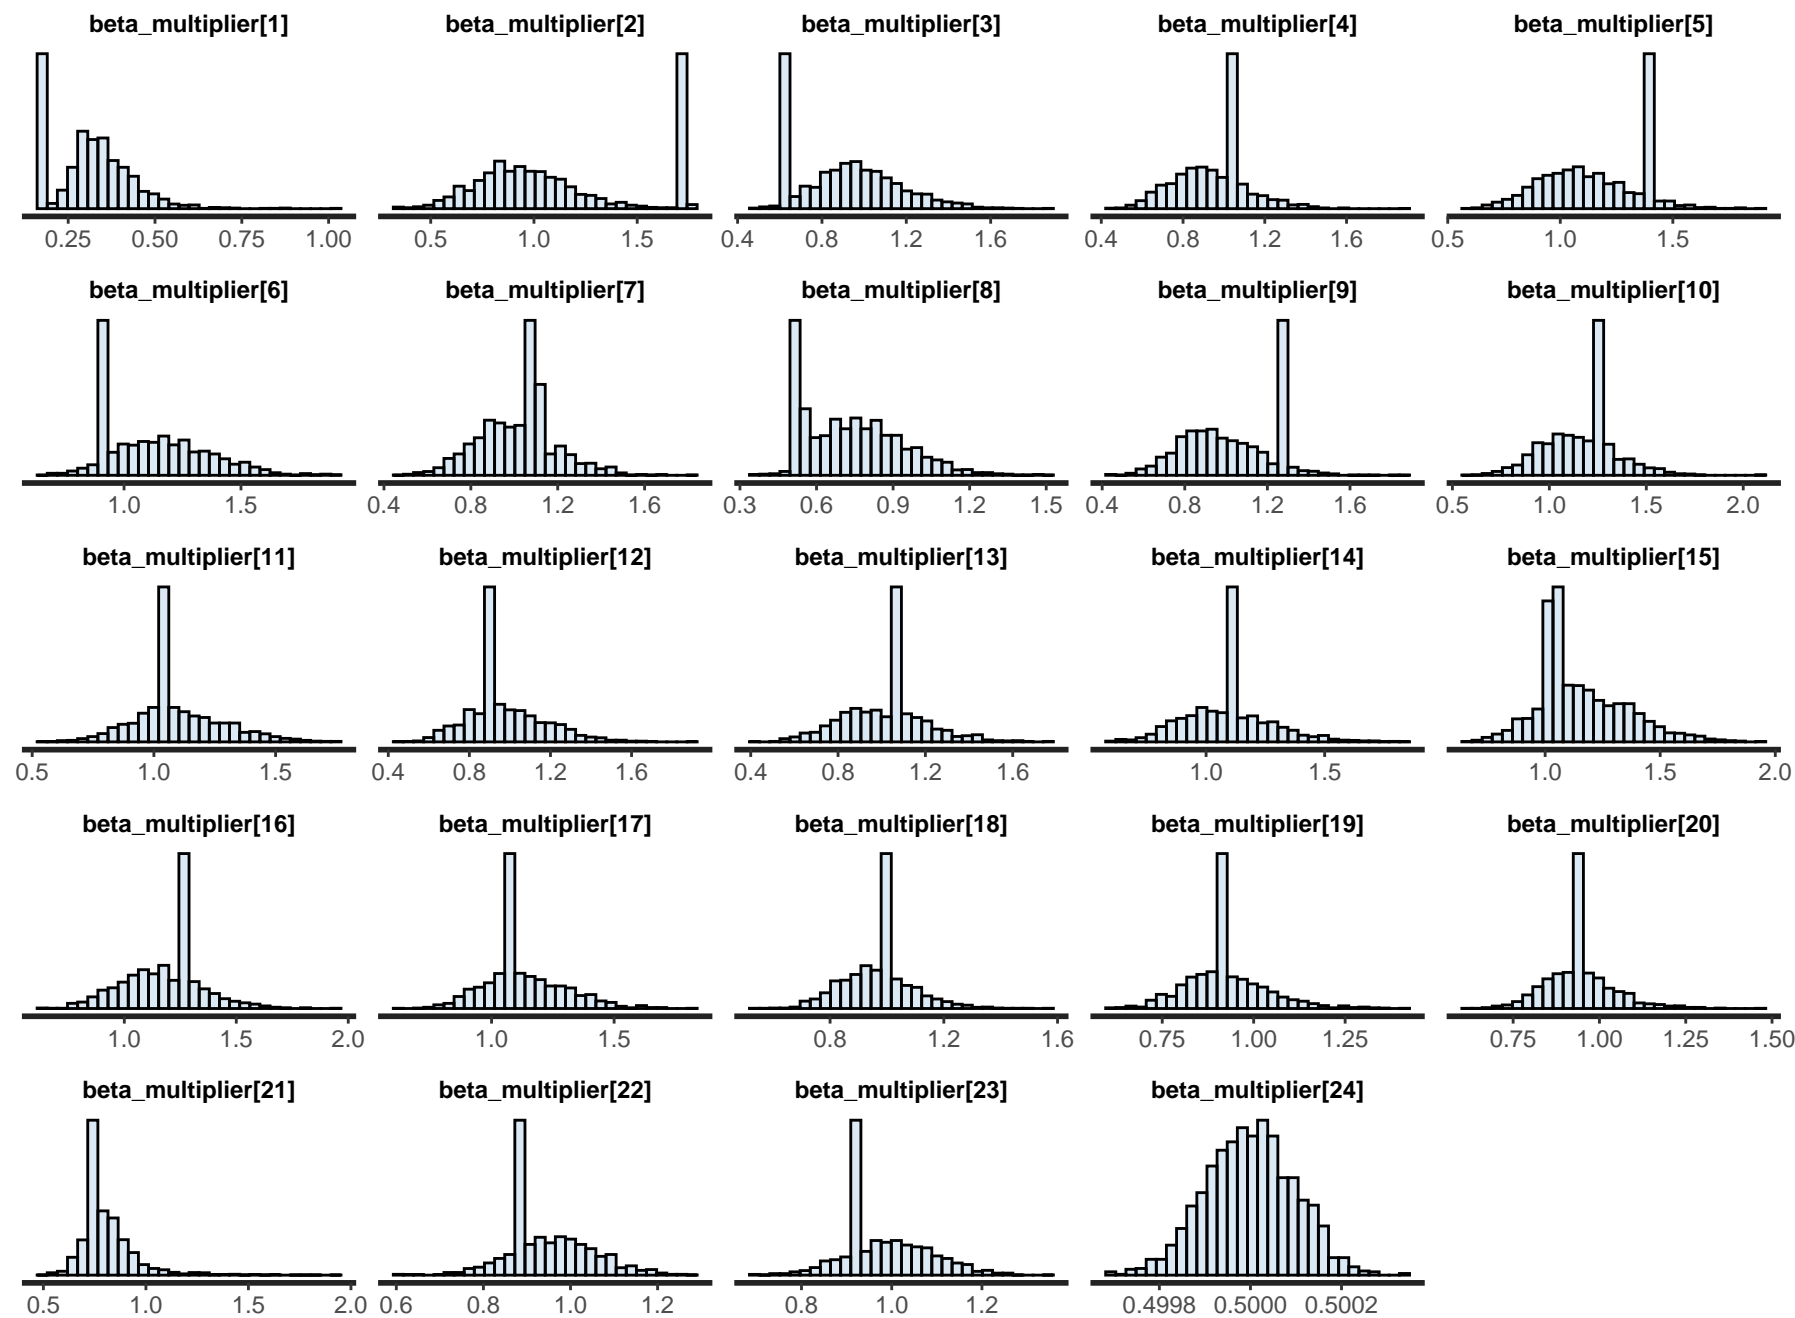 beta_multiplier[1] beta_multiplier[2] beta_multiplier[3] beta_multiplier[4] beta_multiplier[5]
0.25 0.50 0.75 1.00 0.5 1.0 1.5 0.4 0.8 1.2 1.6 0.4 0.8 1.2 1.6 0.5 1.0 1.5
beta_multiplier[6] beta_multiplier[7] beta_multiplier[8] beta_multiplier[9] beta_multiplier[10]
1.0 1.5 0.4 0.8 1.2 1.6 0.3 0.6 0.9 1.2 1.5 0.4 0.8 1.2 1.6 0.5 1.0 1.5 2.0
beta_multiplier[11] beta_multiplier[12] beta_multiplier[13] beta_multiplier[14] beta_multiplier[15]
0.5 1.0 1.5 0.4 0.8 1.2 1.6 0.4 0.8 1.2 1.6 1.0 1.5 1.0 1.5 2.0
beta_multiplier[16] beta_multiplier[17] beta_multiplier[18] beta_multiplier[19] beta_multiplier[20]
1.0 1.5 2.0 1.0 1.5 0.8 1.2 1.6 0.75 1.00 1.25 0.75 1.00 1.25 1.50
beta_multiplier[21] beta_multiplier[22] beta_multiplier[23] beta_multiplier[24]
0.5 1.0 1.5 2.0 0.6 0.8 1.0 1.2 0.8 1.0 1.2 0.4998 0.5000 0.5002